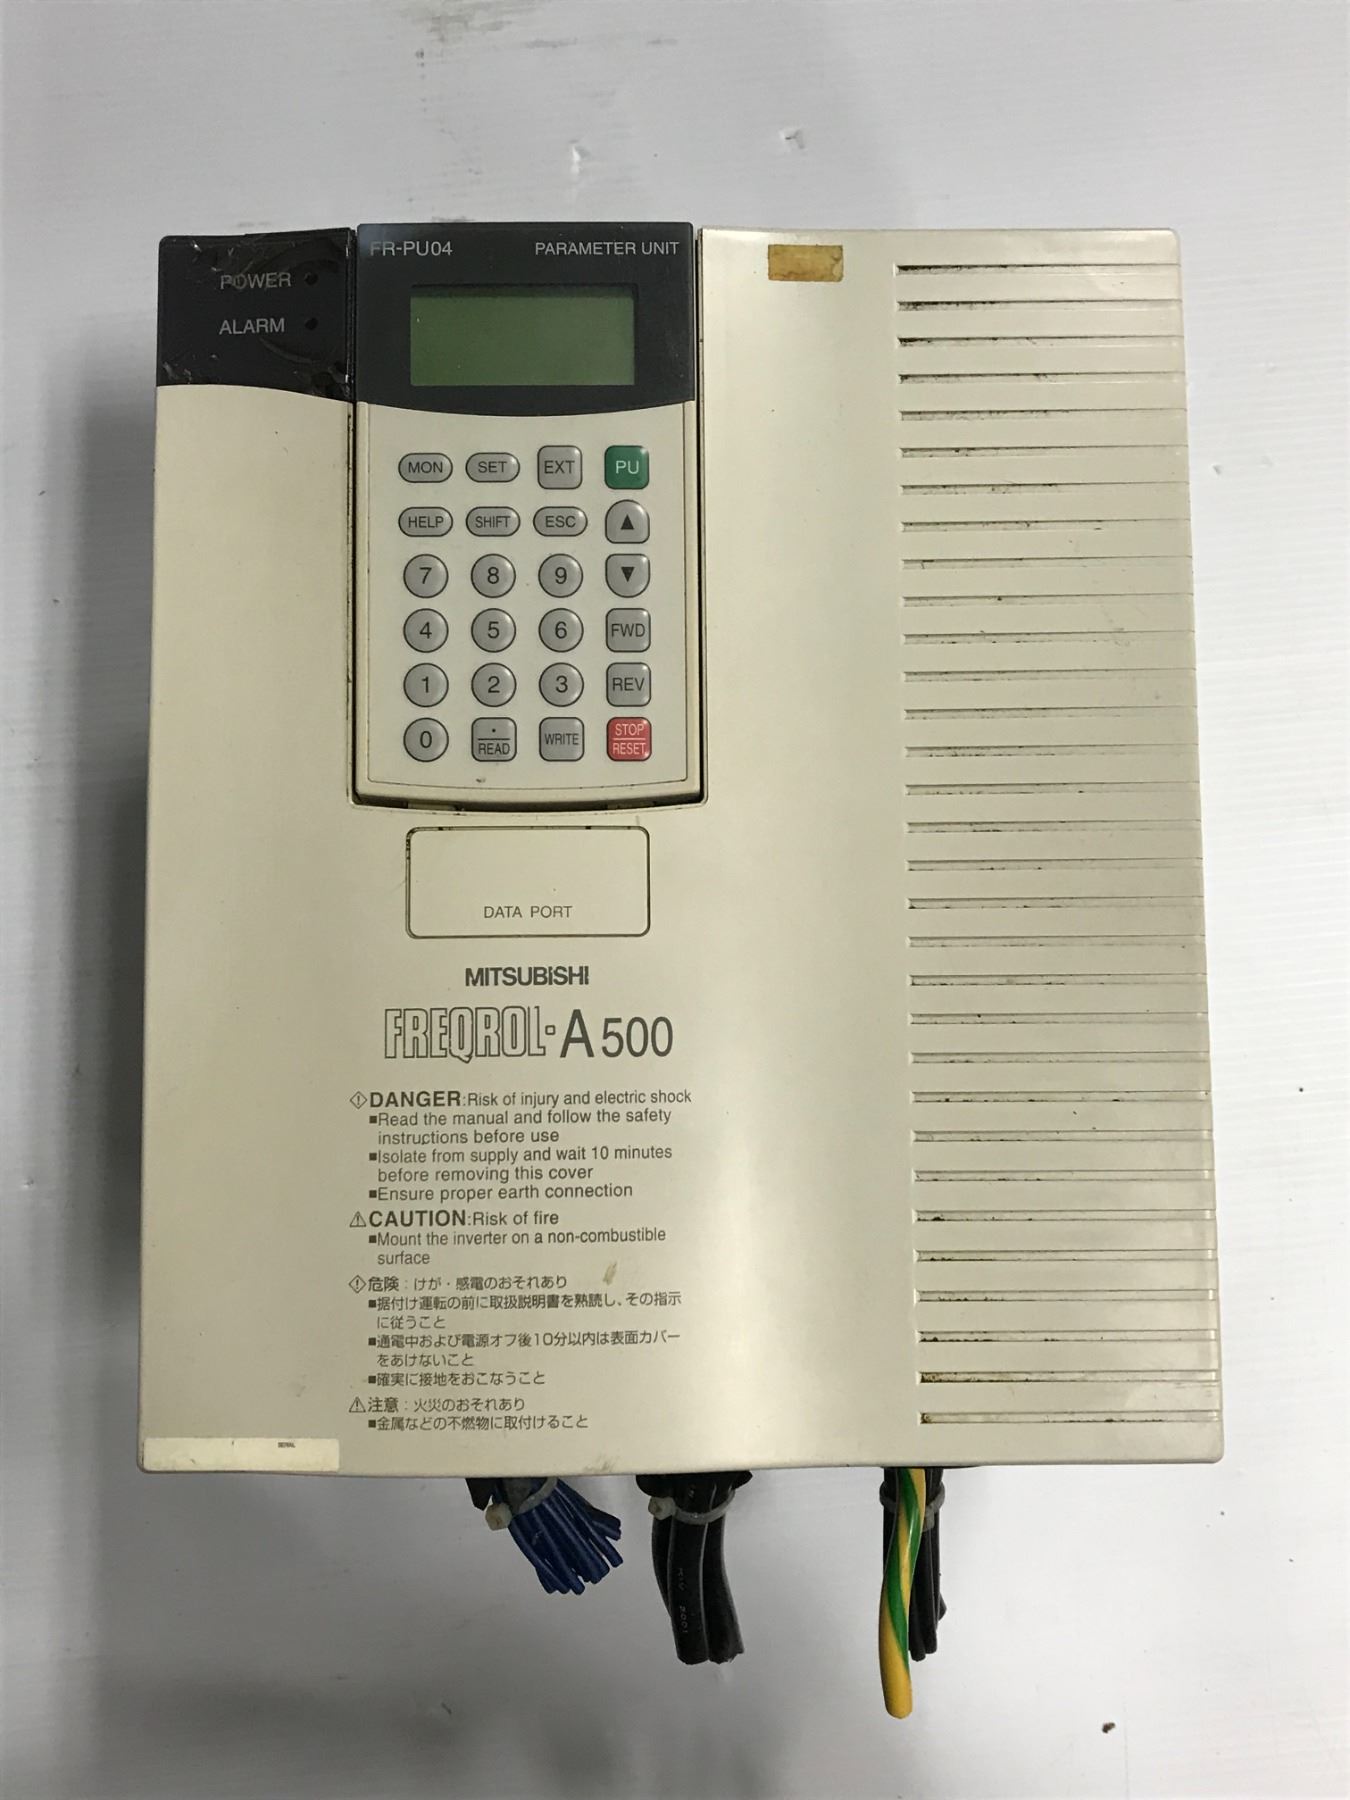 FR-PU04 PARAMETER UNIT
POWER
ALARM
MON SET EXT PU
HELP SHIFT ESC ▲
7 8 9 ▼
4 5 6 FWD
1 2 3 REV
0 . READ WRITE STOP RESET
DATA PORT
MITSUBISHI
FREQROL-A500
DANGER:Risk of injury and electric shock
■Read the manual and follow the safety
instructions before use
■Isolate from supply and wait 10 minutes
before removing this cover
■Ensure proper earth connection
CAUTION:Risk of fire
■Mount the inverter on a non-combustible
surface
危険：けが・感電のおそれあり
■据付け運転の前に取扱説明書を熟読し、その指示
に従うこと
■通電中および電源オフ後10分以内は表面カバー
をあけないこと
■確実に接地をおこなうこと
注意：火災のおそれあり
■金属などの不燃物に取付けること
SERIAL